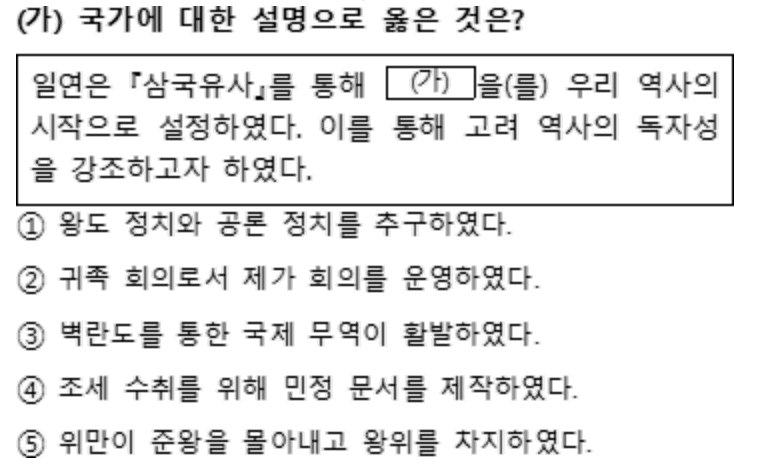 (가) 국가에 대한 설명으로 옳은 것은?
일연은 『삼국유사』를 통해 (가) 을(를) 우리 역사의
시작으로 설정하였다. 이를 통해 고려 역사의 독자성
을 강조하고자 하였다.
① 왕도 정치와 공론 정치를 추구하였다.
② 귀족 회의로서 제가 회의를 운영하였다.
③ 벽란도를 통한 국제 무역이 활발하였다.
④ 조세 수취를 위해 민정 문서를 제작하였다.
⑤ 위만이 준왕을 몰아내고 왕위를 차지하였다.